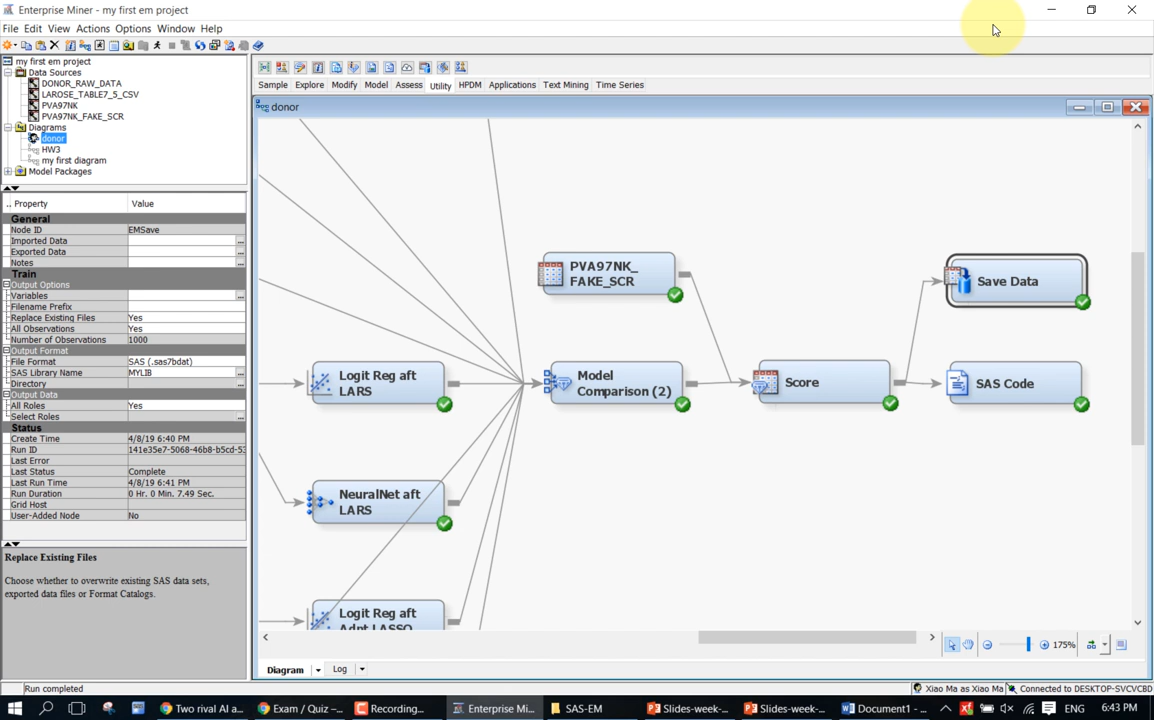 Enterprise Miner - my first em project
File Edit View Actions Options Window Help
my first em project
Data Sources
DONOR_RAW_DATA
LAROSE_TABLE7_5_CSV
PVA97NK
PVA97NK_FAKE_SCR
Diagrams
donor
HW3
my first diagram
Model Packages
Sample Explore Modify Model Assess Utility HPDM Applications Text Mining Time Series
donor
.. Property Value
General
Node ID EMSave
Imported Data ...
Exported Data ...
Notes ...
Train
Output Options
Variables ...
Filename Prefix
Replace Existing Files Yes
All Observations Yes
Number of Observations 1000
Output Format
File Format SAS (.sas7bdat)
SAS Library Name MYLIB ...
Directory ...
Output Data
All Roles Yes
Select Roles ...
Status
Create Time 4/8/19 6:40 PM
Run ID 141e35e7-5068-46b8-b5cd-53
Last Error
Last Status Complete
Last Run Time 4/8/19 6:41 PM
Run Duration 0 Hr. 0 Min. 7.49 Sec.
Grid Host
User-Added Node No
Replace Existing Files
Choose whether to overwrite existing SAS data sets,
exported data files or Format Catalogs.
PVA97NK_
FAKE_SCR
Save Data
Logit Reg aft
LARS
Model
Comparison (2)
Score
SAS Code
NeuralNet aft
LARS
Logit Reg aft
Adpt LASSO
175%
Diagram Log
Run completed
Xiao Ma as Xiao Ma
Connected to DESKTOP-SVCVCBD
Two rival AI a...
Exam / Quiz –...
Recording...
Enterprise Mi...
SAS-EM
Slides-week-...
Slides-week-...
Document1 - ...
ENG
6:43 PM